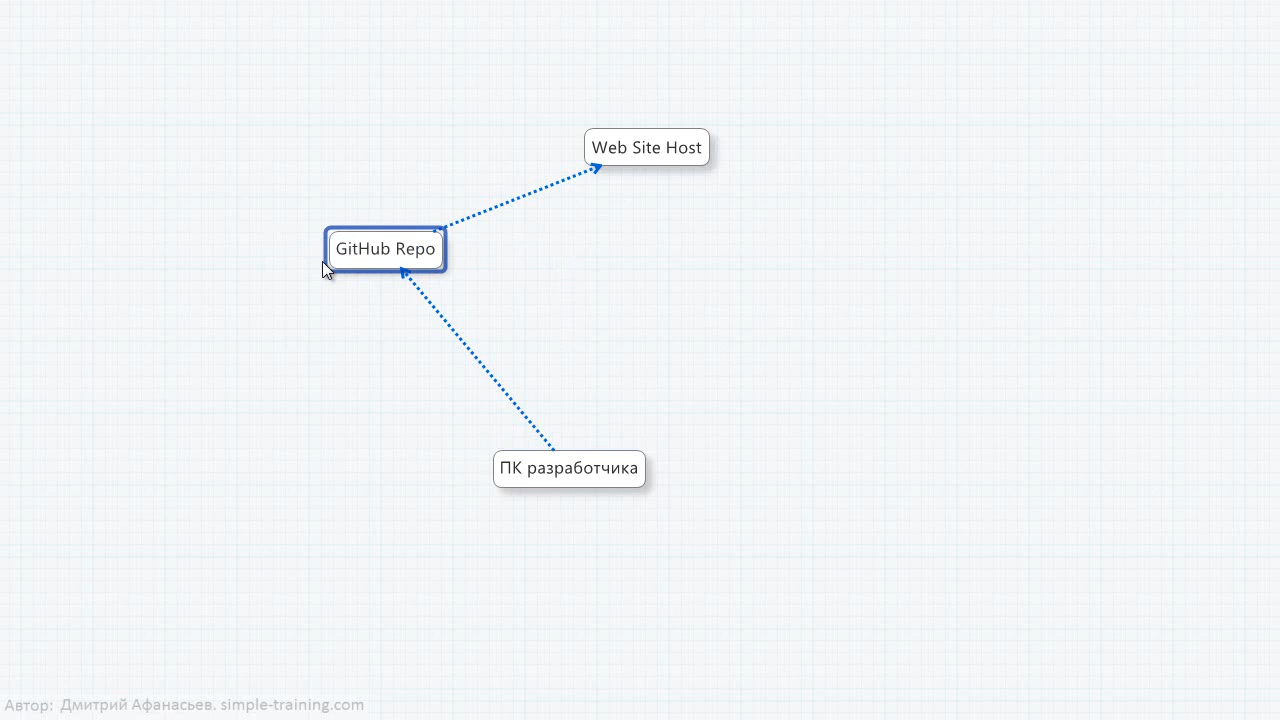 Web Site Host
GitHub Repo
ПК разработчика
Автор: Дмитрий Афанасьев. simple-training.com